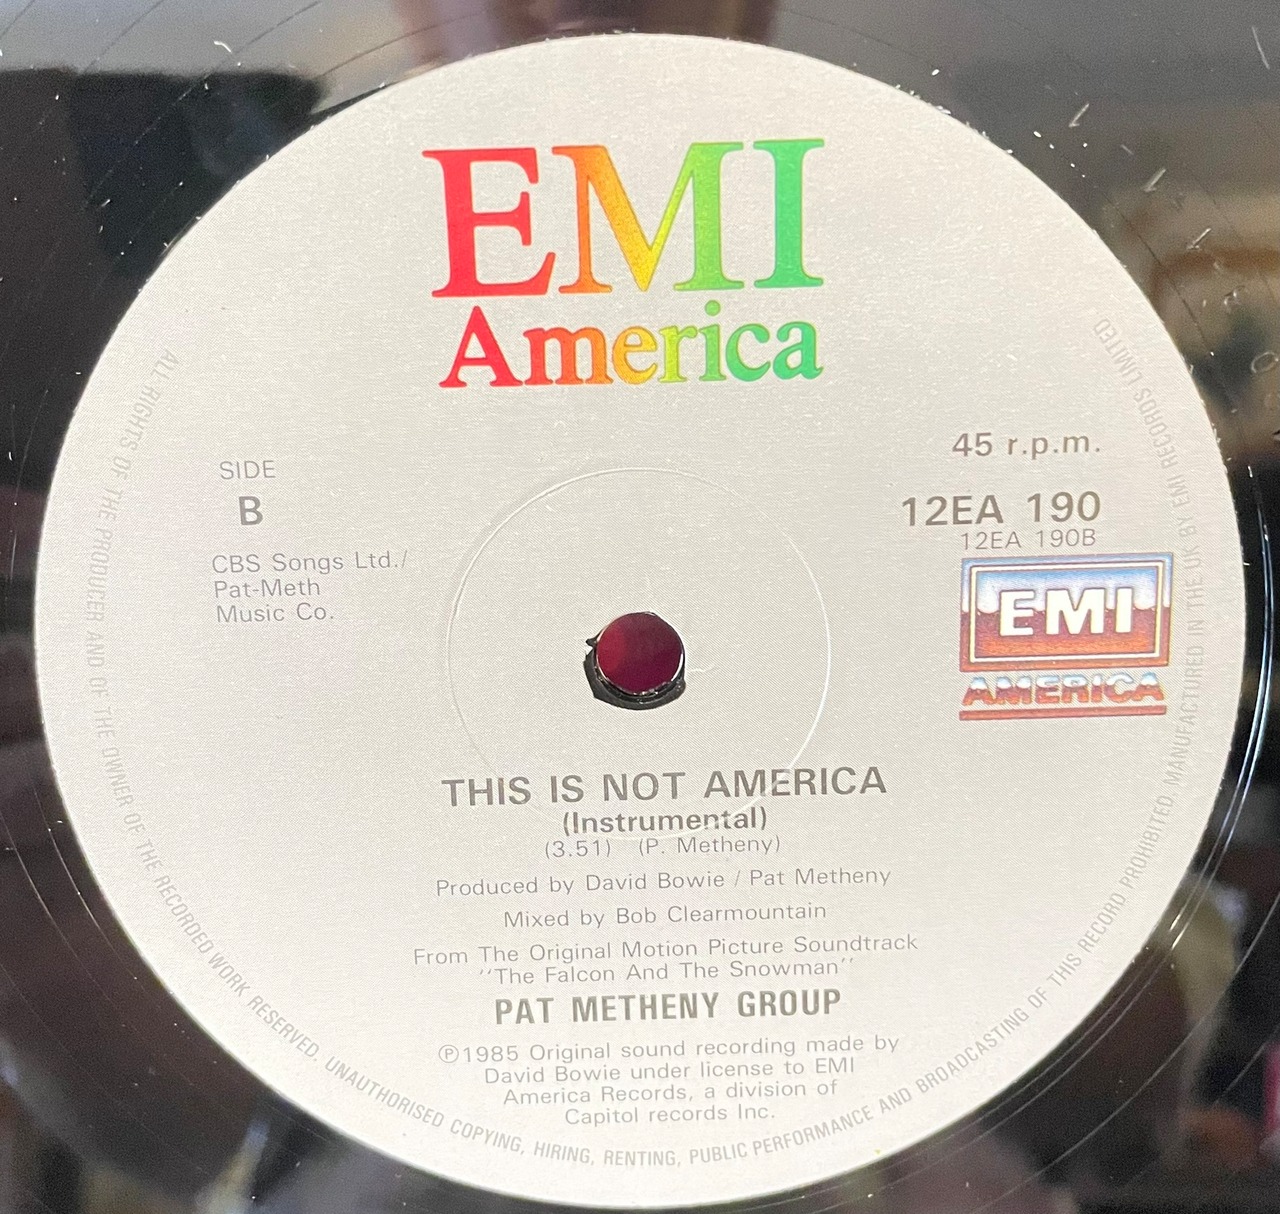 EMI
America
45 r.p.m.
SIDE
B
12EA 190
12EA 190B
CBS Songs Ltd./
Pat-Meth
Music Co.
EMI
AMERICA
THIS IS NOT AMERICA
(Instrumental)
(3.51) (P. Metheny)
Produced by David Bowie / Pat Metheny
Mixed by Bob Clearmountain
From The Original Motion Picture Soundtrack
''The Falcon And The Snowman''
PAT METHENY GROUP
Ⓟ1985 Original sound recording made by
David Bowie under license to EMI
America Records, a division of
Capitol records Inc.
ALL RIGHTS OF THE PRODUCER AND OF THE OWNER OF THE RECORDED WORK RESERVED. UNAUTHORISED COPYING, HIRING, RENTING, PUBLIC PERFORMANCE AND BROADCASTING OF THIS RECORD PROHIBITED. MANUFACTURED IN THE UK BY EMI RECORDS LIMITED